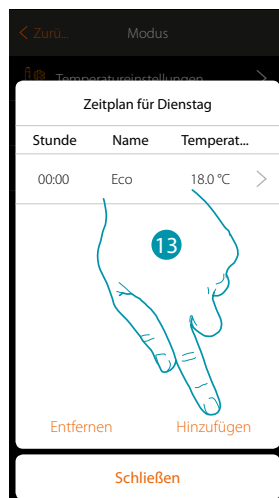 Zurü... Modus
Temperatureinstellungen
Zeitplan für Dienstag
Stunde Name Temperat...
00:00 Eco 18.0 °C
13
Entfernen Hinzufügen
Schließen